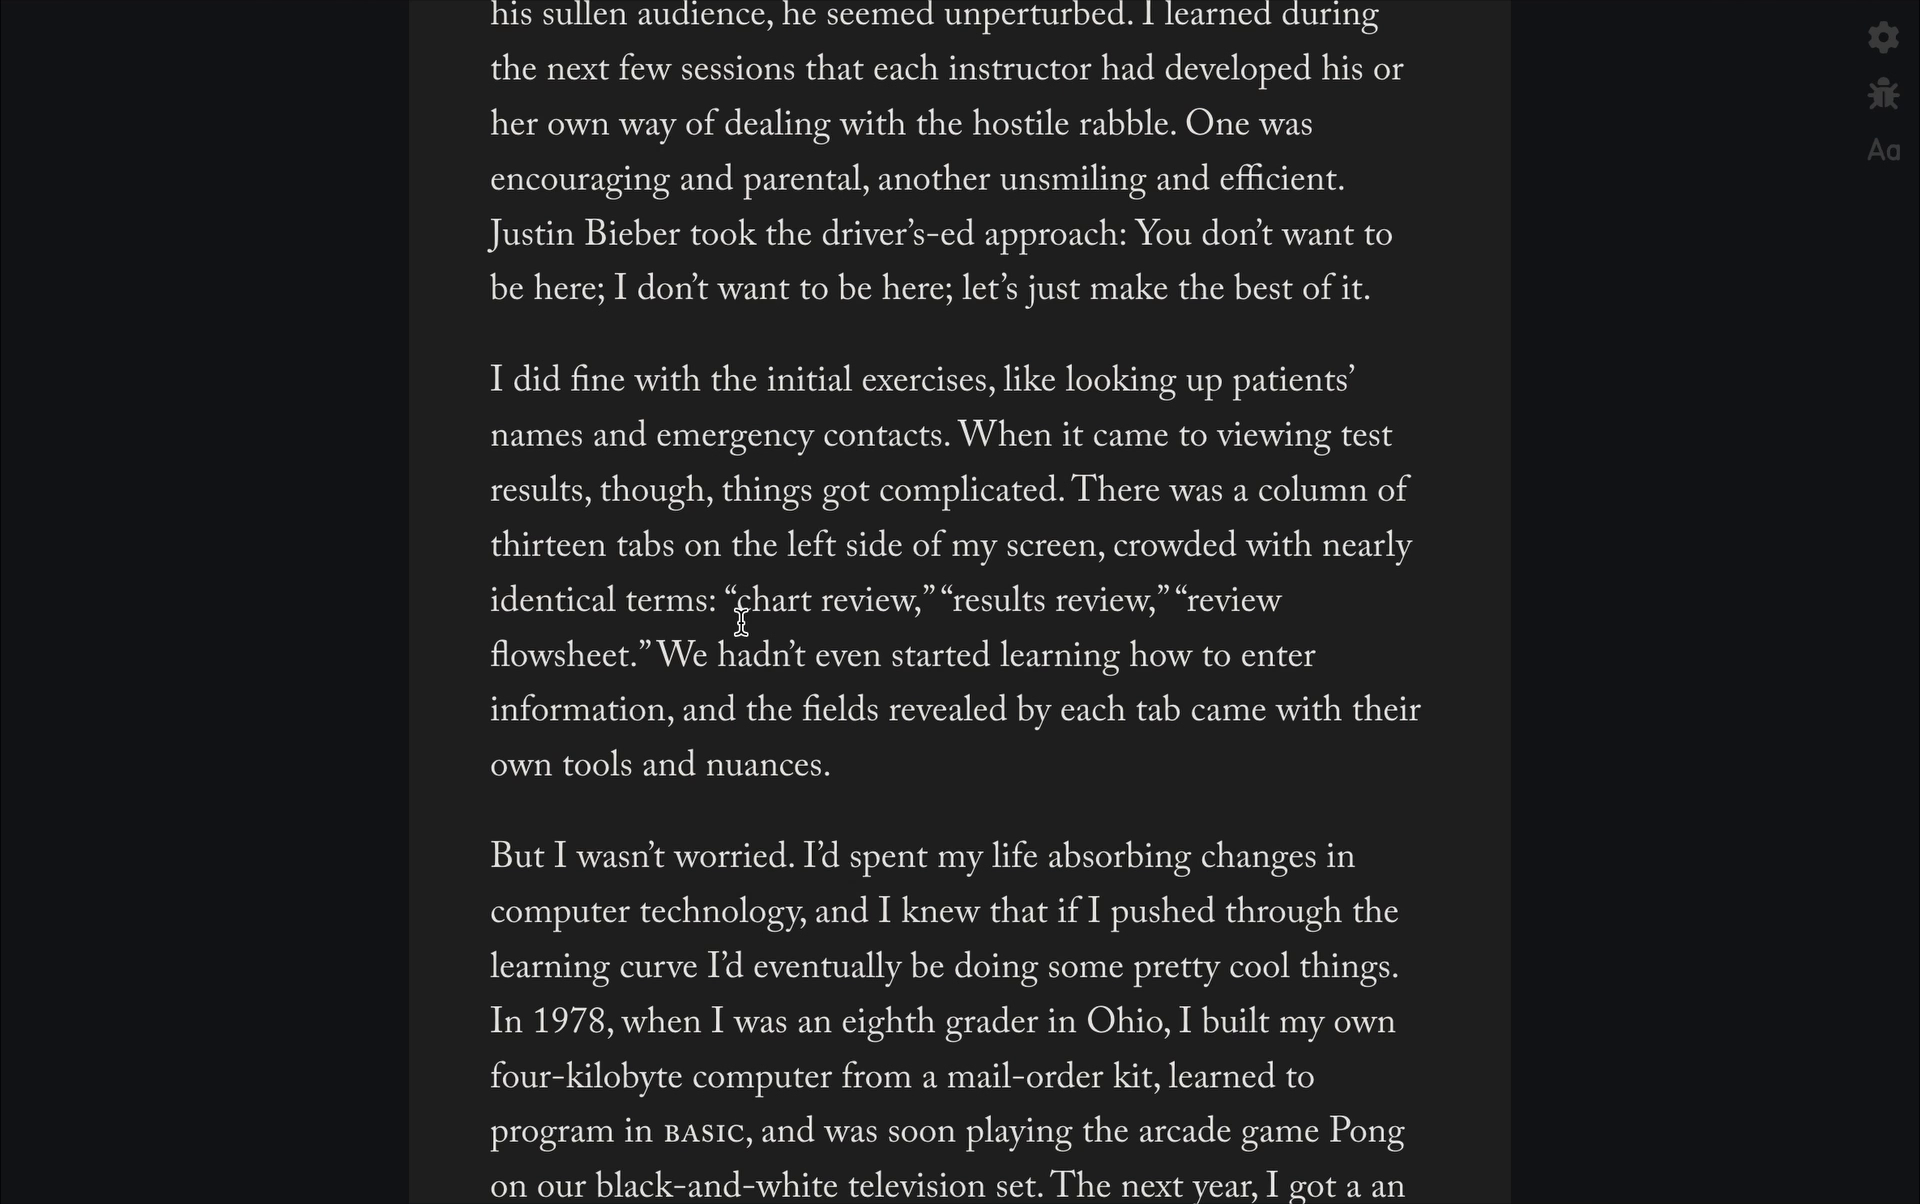 his sullen audience, he seemed unperturbed. I learned during
the next few sessions that each instructor had developed his or
her own way of dealing with the hostile rabble. One was
encouraging and parental, another unsmiling and efficient.
Justin Bieber took the driver’s-ed approach: You don’t want to
be here; I don’t want to be here; let’s just make the best of it.
I did fine with the initial exercises, like looking up patients’
names and emergency contacts. When it came to viewing test
results, though, things got complicated. There was a column of
thirteen tabs on the left side of my screen, crowded with nearly
identical terms: “chart review,” “results review,” “review
flowsheet.” We hadn’t even started learning how to enter
information, and the fields revealed by each tab came with their
own tools and nuances.
But I wasn’t worried. I’d spent my life absorbing changes in
computer technology, and I knew that if I pushed through the
learning curve I’d eventually be doing some pretty cool things.
In 1978, when I was an eighth grader in Ohio, I built my own
four-kilobyte computer from a mail-order kit, learned to
program in BASIC, and was soon playing the arcade game Pong
on our black-and-white television set. The next year, I got a an
Aa